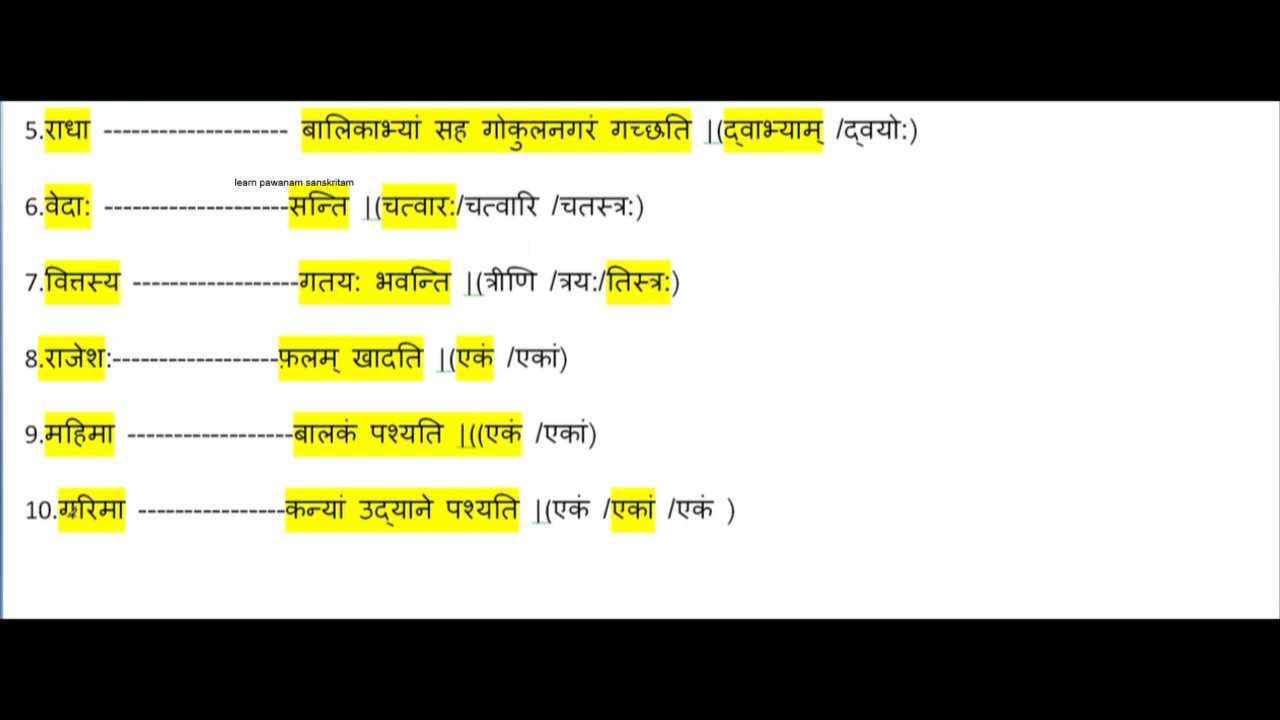 5.राधा -------------------- बालिकाभ्यां सह गोकुलनगरं गच्छति |(द्वाभ्याम् /द्वयो:)
learn pawanam sanskritam
6.वेदा: --------------------सन्ति |(चत्वार:/चत्वारि /चतस्त्र:)
7.वित्तस्य ------------------गतय: भवन्ति |(त्रीणि /त्रय:/तिस्त्र:)
8.राजेश:------------------फ़लम् खादति |(एकं /एकां)
9.महिमा ------------------बालकं पश्यति |((एकं /एकां)
10.गरिमा ----------------कन्यां उद्याने पश्यति |(एकं /एकां /एकं )